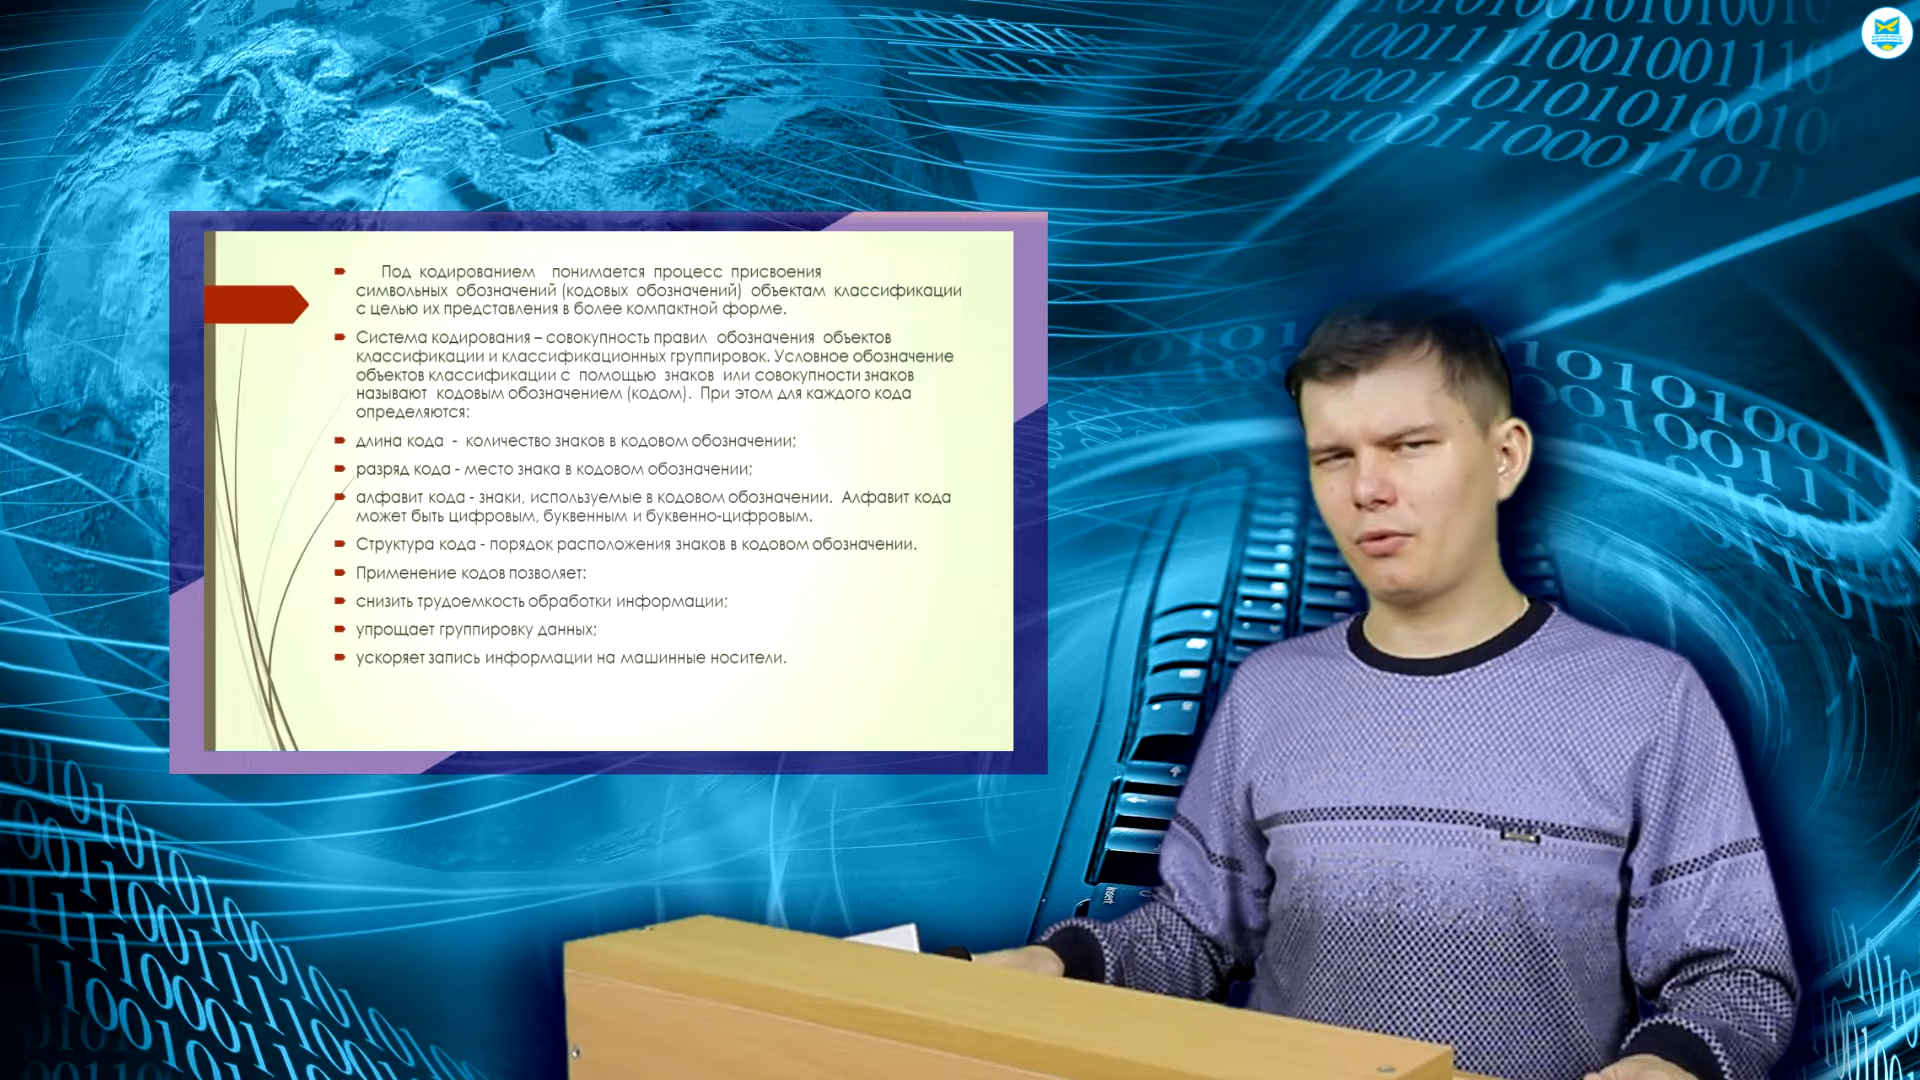 Под кодированием понимается процесс присвоения
символьных обозначений (кодовых обозначений) объектам классификации
с целью их представления в более компактной форме.
Система кодирования – совокупность правил обозначения объектов
классификации и классификационных группировок. Условное обозначение
объектов классификации с помощью знаков или совокупности знаков
называют кодовым обозначением (кодом). При этом для каждого кода
определяются:
длина кода - количество знаков в кодовом обозначении;
разряд кода - место знака в кодовом обозначении;
алфавит кода - знаки, используемые в кодовом обозначении. Алфавит кода
может быть цифровым, буквенным и буквенно-цифровым.
Структура кода - порядок расположения знаков в кодовом обозначении.
Применение кодов позволяет:
снизить трудоемкость обработки информации;
упрощает группировку данных;
ускоряет запись информации на машинные носители.
insert